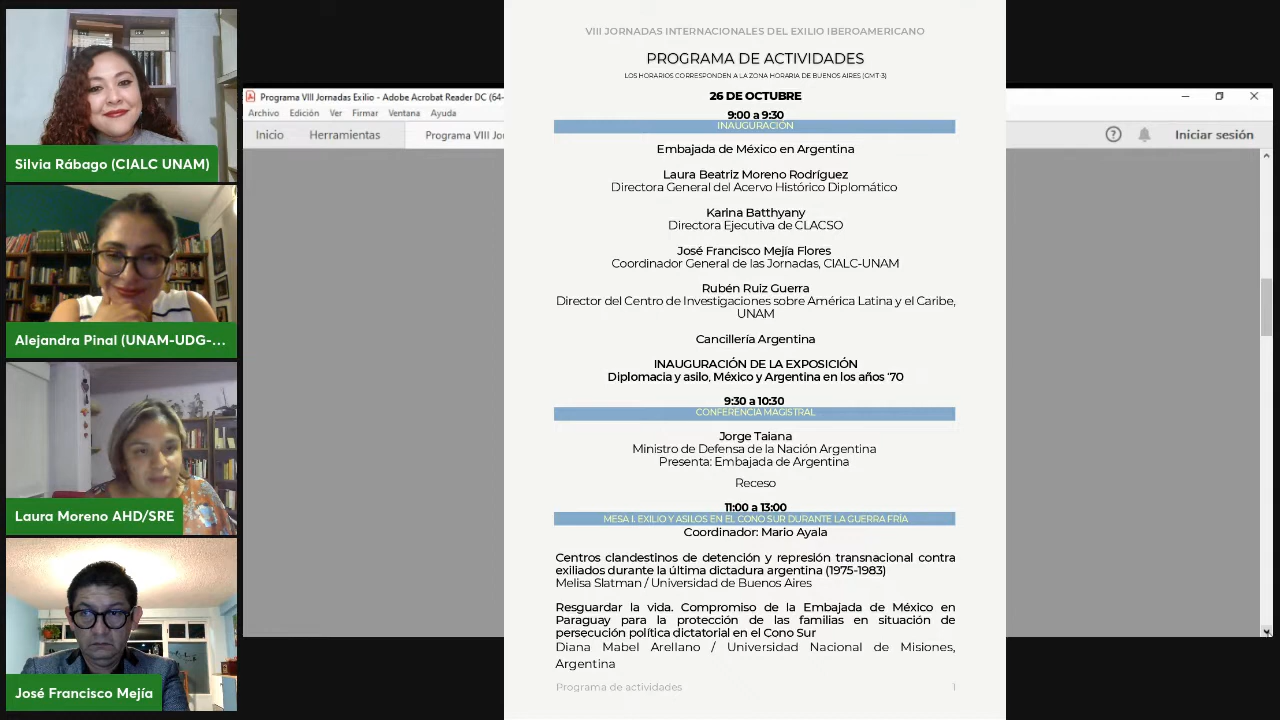 Silvia Rábago (CIALC UNAM)
Alejandra Pinal (UNAM-UDG-...
Laura Moreno AHD/SRE
José Francisco Mejía
Programa VIII Jornadas Exilio - Adobe Acrobat Reader DC (64-
Archivo Edición Ver Firmar Ventana Ayuda
Inicio Herramientas Programa VIII Jor
Iniciar sesión
VIII JORNADAS INTERNACIONALES DEL EXILIO IBEROAMERICANO
PROGRAMA DE ACTIVIDADES
LOS HORARIOS CORRESPONDEN A LA ZONA HORARIA DE BUENOS AIRES (GMT-3)
26 DE OCTUBRE
9:00 a 9:30
INAUGURACIÓN
Embajada de México en Argentina
Laura Beatriz Moreno Rodríguez
Directora General del Acervo Histórico Diplomático
Karina Batthyany
Directora Ejecutiva de CLACSO
José Francisco Mejía Flores
Coordinador General de las Jornadas, CIALC-UNAM
Rubén Ruiz Guerra
Director del Centro de Investigaciones sobre América Latina y el Caribe,
UNAM
Cancillería Argentina
INAUGURACIÓN DE LA EXPOSICIÓN
Diplomacia y asilo, México y Argentina en los años '70
9:30 a 10:30
CONFERENCIA MAGISTRAL
Jorge Taiana
Ministro de Defensa de la Nación Argentina
Presenta: Embajada de Argentina
Receso
11:00 a 13:00
MESA I. EXILIO Y ASILOS EN EL CONO SUR DURANTE LA GUERRA FRÍA
Coordinador: Mario Ayala
Centros clandestinos de detención y represión transnacional contra
exiliados durante la última dictadura argentina (1975-1983)
Melisa Slatman / Universidad de Buenos Aires
Resguardar la vida. Compromiso de la Embajada de México en
Paraguay para la protección de las familias en situación de
persecución política dictatorial en el Cono Sur
Diana Mabel Arellano / Universidad Nacional de Misiones,
Argentina
Programa de actividades 1